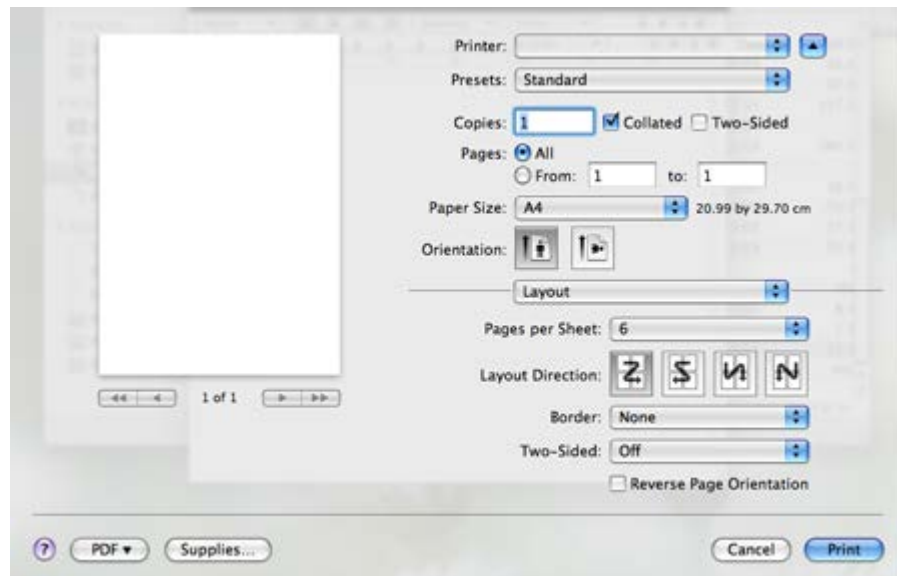 Printer:
Presets: Standard
Copies: 1 Collated Two-Sided
Pages: All
From: 1 to: 1
Paper Size: A4 20.99 by 29.70 cm
Orientation:
Layout
Pages per Sheet: 6
Layout Direction:
1 of 1
Border: None
Two-Sided: Off
Reverse Page Orientation
? PDF Supplies... Cancel Print